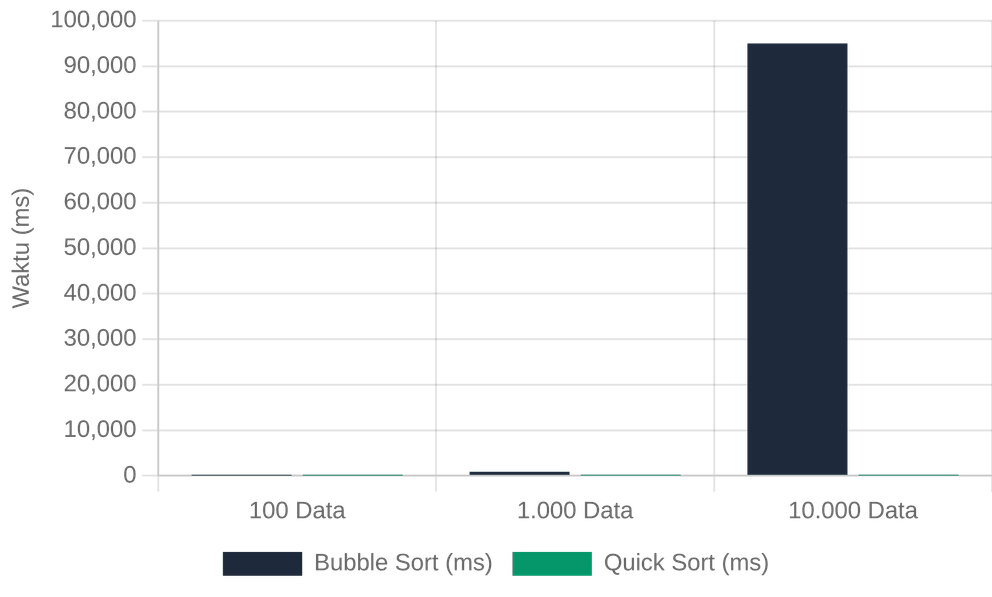 100,000
90,000
80,000
70,000
60,000
50,000
40,000
30,000
20,000
10,000
0
Waktu (ms)
100 Data
1.000 Data
10.000 Data
Bubble Sort (ms)
Quick Sort (ms)